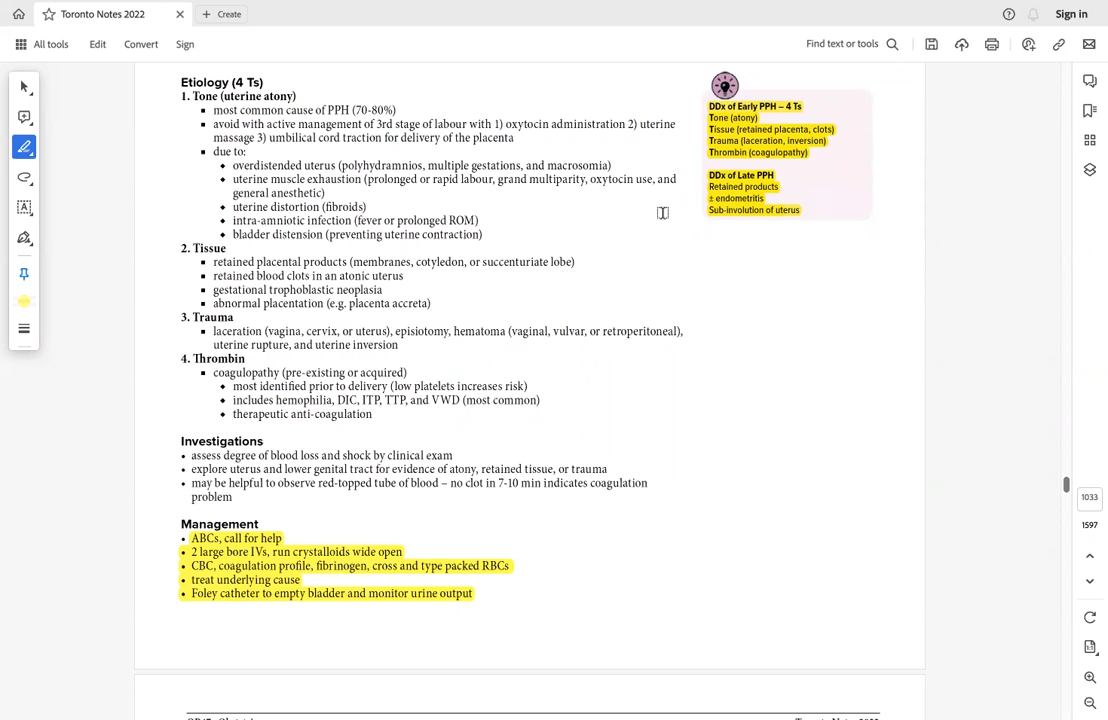 Toronto Notes 2022
Create
Sign in
All tools
Edit
Convert
Sign
Find text or tools
Etiology (4 Ts)
1. Tone (uterine atony)
▪ most common cause of PPH (70-80%)
▪ avoid with active management of 3rd stage of labour with 1) oxytocin administration 2) uterine
massage 3) umbilical cord traction for delivery of the placenta
▪ due to:
◆ overdistended uterus (polyhydramnios, multiple gestations, and macrosomia)
◆ uterine muscle exhaustion (prolonged or rapid labour, grand multiparity, oxytocin use, and
general anesthetic)
◆ uterine distortion (fibroids)
◆ intra-amniotic infection (fever or prolonged ROM)
◆ bladder distension (preventing uterine contraction)
2. Tissue
▪ retained placental products (membranes, cotyledon, or succenturiate lobe)
▪ retained blood clots in an atonic uterus
▪ gestational trophoblastic neoplasia
▪ abnormal placentation (e.g. placenta accreta)
3. Trauma
▪ laceration (vagina, cervix, or uterus), episiotomy, hematoma (vaginal, vulvar, or retroperitoneal),
uterine rupture, and uterine inversion
4. Thrombin
▪ coagulopathy (pre-existing or acquired)
◆ most identified prior to delivery (low platelets increases risk)
◆ includes hemophilia, DIC, ITP, TTP, and VWD (most common)
◆ therapeutic anti-coagulation
Investigations
• assess degree of blood loss and shock by clinical exam
• explore uterus and lower genital tract for evidence of atony, retained tissue, or trauma
• may be helpful to observe red-topped tube of blood – no clot in 7-10 min indicates coagulation
problem
Management
• ABCs, call for help
• 2 large bore IVs, run crystalloids wide open
• CBC, coagulation profile, fibrinogen, cross and type packed RBCs
• treat underlying cause
• Foley catheter to empty bladder and monitor urine output
DDx of Early PPH – 4 Ts
Tone (atony)
Tissue (retained placenta, clots)
Trauma (laceration, inversion)
Thrombin (coagulopathy)
DDx of Late PPH
Retained products
± endometritis
Sub-involution of uterus
1033
1597